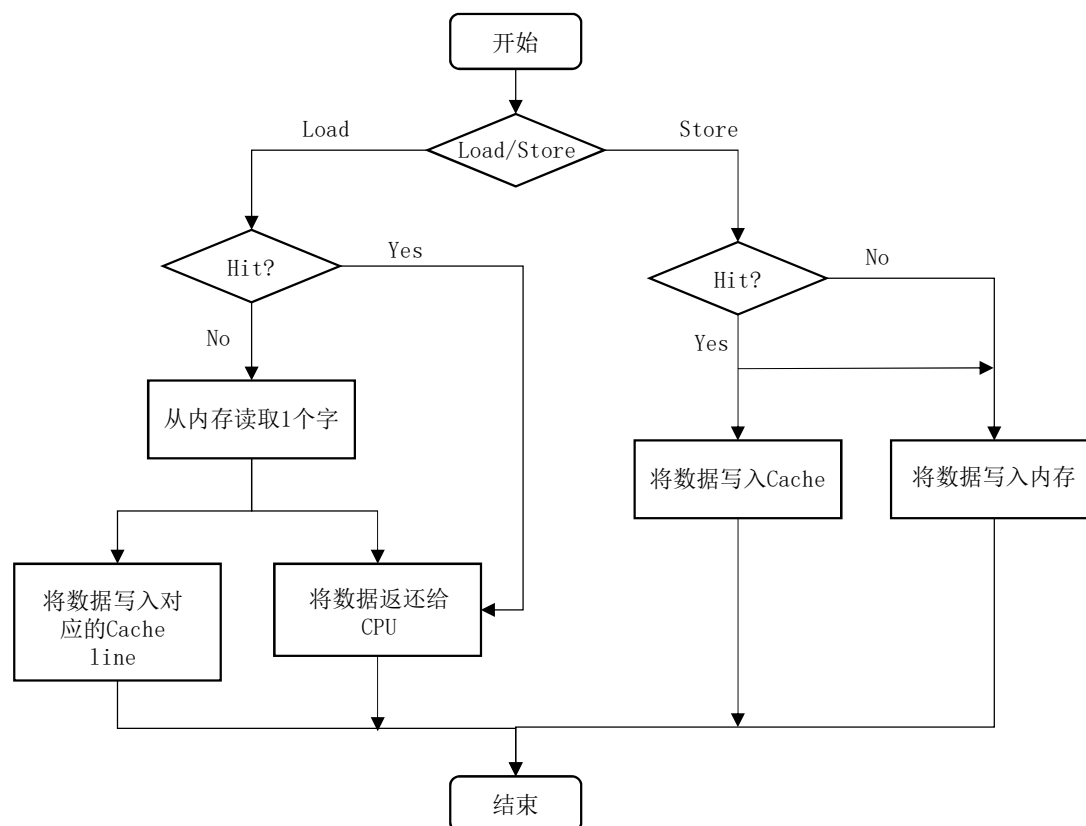 开始
Load
Load/Store
Store
Hit?
Yes
Hit?
No
No
Yes
从内存读取1个字
将数据写入Cache
将数据写入内存
将数据写入对
应的Cache
line
将数据返还给
CPU
结束